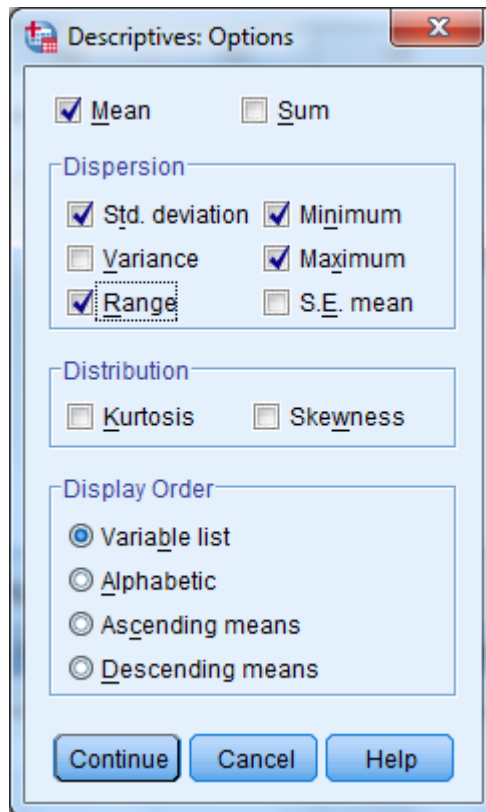 Descriptives: Options
Mean Sum
Dispersion
Std. deviation Minimum
Variance Maximum
Range S.E. mean
Distribution
Kurtosis Skewness
Display Order
Variable list
Alphabetic
Ascending means
Descending means
Continue Cancel Help